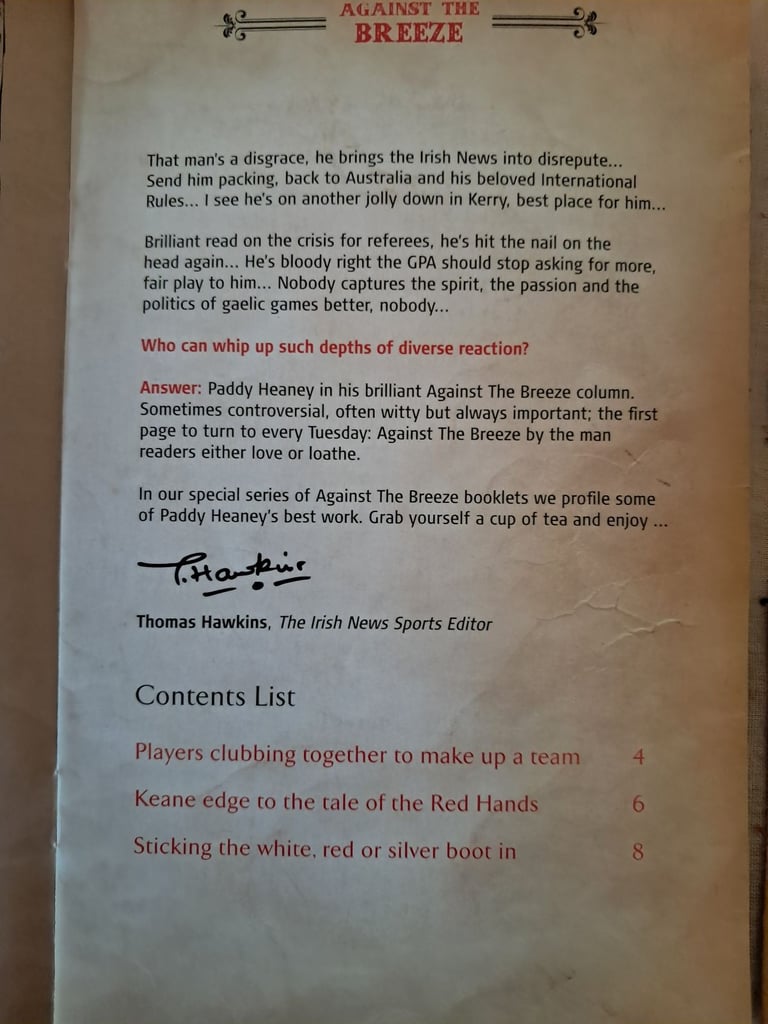 AGAINST THE
BREEZE
That man's a disgrace, he brings the Irish News into disrepute...
Send him packing, back to Australia and his beloved International
Rules... I see he's on another jolly down in Kerry, best place for him...
Brilliant read on the crisis for referees, he's hit the nail on the
head again... He's bloody right the GPA should stop asking for more,
fair play to him... Nobody captures the spirit, the passion and the
politics of gaelic games better, nobody...
Who can whip up such depths of diverse reaction?
Answer: Paddy Heaney in his brilliant Against The Breeze column.
Sometimes controversial, often witty but always important; the first
page to turn to every Tuesday: Against The Breeze by the man
readers either love or loathe.
In our special series of Against The Breeze booklets we profile some
of Paddy Heaney's best work. Grab yourself a cup of tea and enjoy ...
T. Hawkins
Thomas Hawkins, The Irish News Sports Editor
Contents List
Players clubbing together to make up a team 4
Keane edge to the tale of the Red Hands 6
Sticking the white, red or silver boot in 8